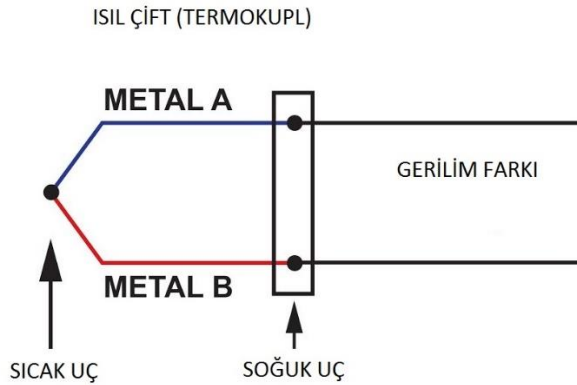 ISIL ÇİFT (TERMOKUPL)
METAL A
GERİLİM FARKI
METAL B
SICAK UÇ
SOĞUK UÇ